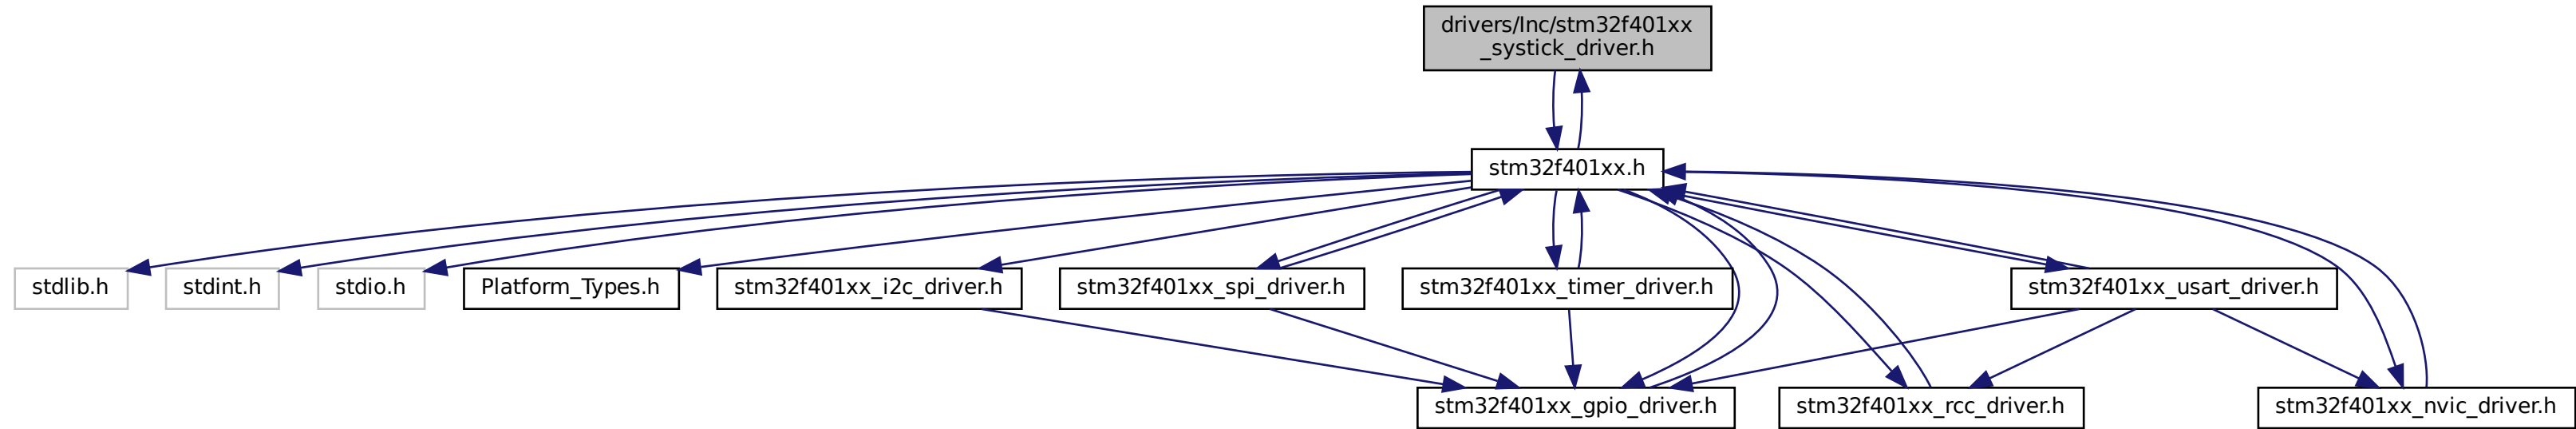 drivers/Inc/stm32f401xx
_systick_driver.h
stm32f401xx.h
stdlib.h
stdint.h
stdio.h
Platform_Types.h
stm32f401xx_i2c_driver.h
stm32f401xx_spi_driver.h
stm32f401xx_timer_driver.h
stm32f401xx_usart_driver.h
stm32f401xx_gpio_driver.h
stm32f401xx_rcc_driver.h
stm32f401xx_nvic_driver.h